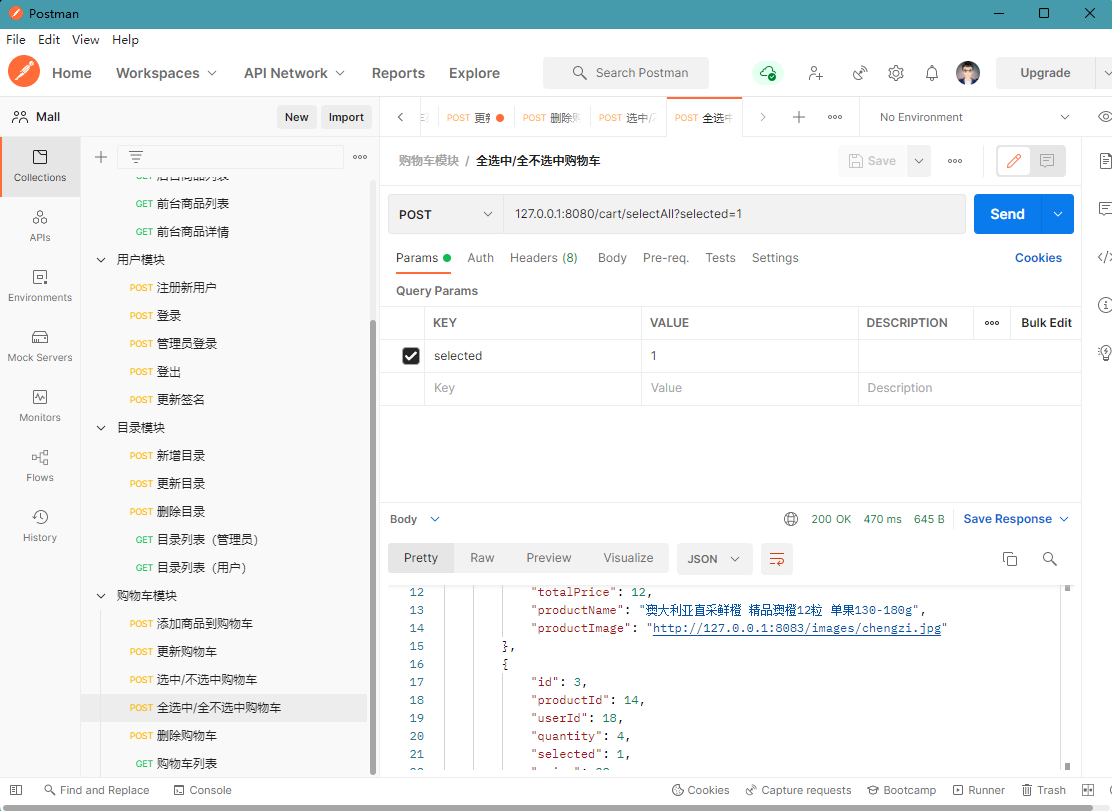 Postman
File Edit View Help
Home Workspaces API Network Reports Explore Search Postman Upgrade
Mall New Import
POST 更新 POST 删除 POST 选中/ POST 全选中 No Environment
购物车模块 / 全选中/全不选中购物车 Save
Collections
APIs
Environments
Mock Servers
Monitors
Flows
History
GET 后台商品列表
GET 前台商品列表
GET 前台商品详情
用户模块
POST 注册新用户
POST 登录
POST 管理员登录
POST 登出
POST 更新签名
目录模块
POST 新增目录
POST 更新目录
POST 删除目录
GET 目录列表（管理员）
GET 目录列表（用户）
购物车模块
POST 添加商品到购物车
POST 更新购物车
POST 选中/不选中购物车
POST 全选中/全不选中购物车
POST 删除购物车
GET 购物车列表
POST 127.0.0.1:8080/cart/selectAll?selected=1 Send
Params Auth Headers (8) Body Pre-req. Tests Settings Cookies
Query Params
KEY VALUE DESCRIPTION Bulk Edit
selected 1
Key Value Description
Body 200 OK 470 ms 645 B Save Response
Pretty Raw Preview Visualize JSON
12 "totalPrice": 12,
13 "productName": "澳大利亚直采鲜橙 精品澳橙12粒 单果130-180g",
14 "productImage": "http://127.0.0.1:8083/images/chengzi.jpg"
15 },
16 {
17 "id": 3,
18 "productId": 14,
19 "userId": 18,
20 "quantity": 4,
21 "selected": 1,
Find and Replace Console Cookies Capture requests Bootcamp Runner Trash